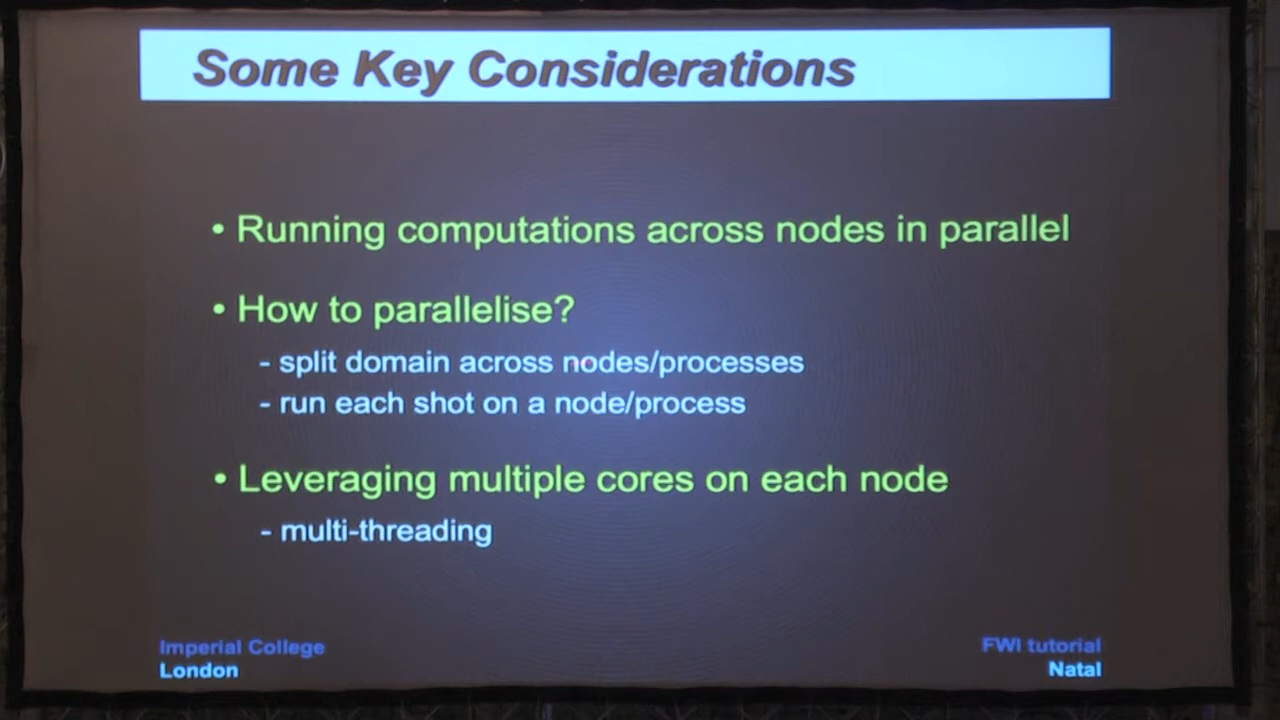 Some Key Considerations
• Running computations across nodes in parallel
• How to parallelise?
- split domain across nodes/processes
- run each shot on a node/process
• Leveraging multiple cores on each node
- multi-threading
Imperial College
London
FWI tutorial
Natal